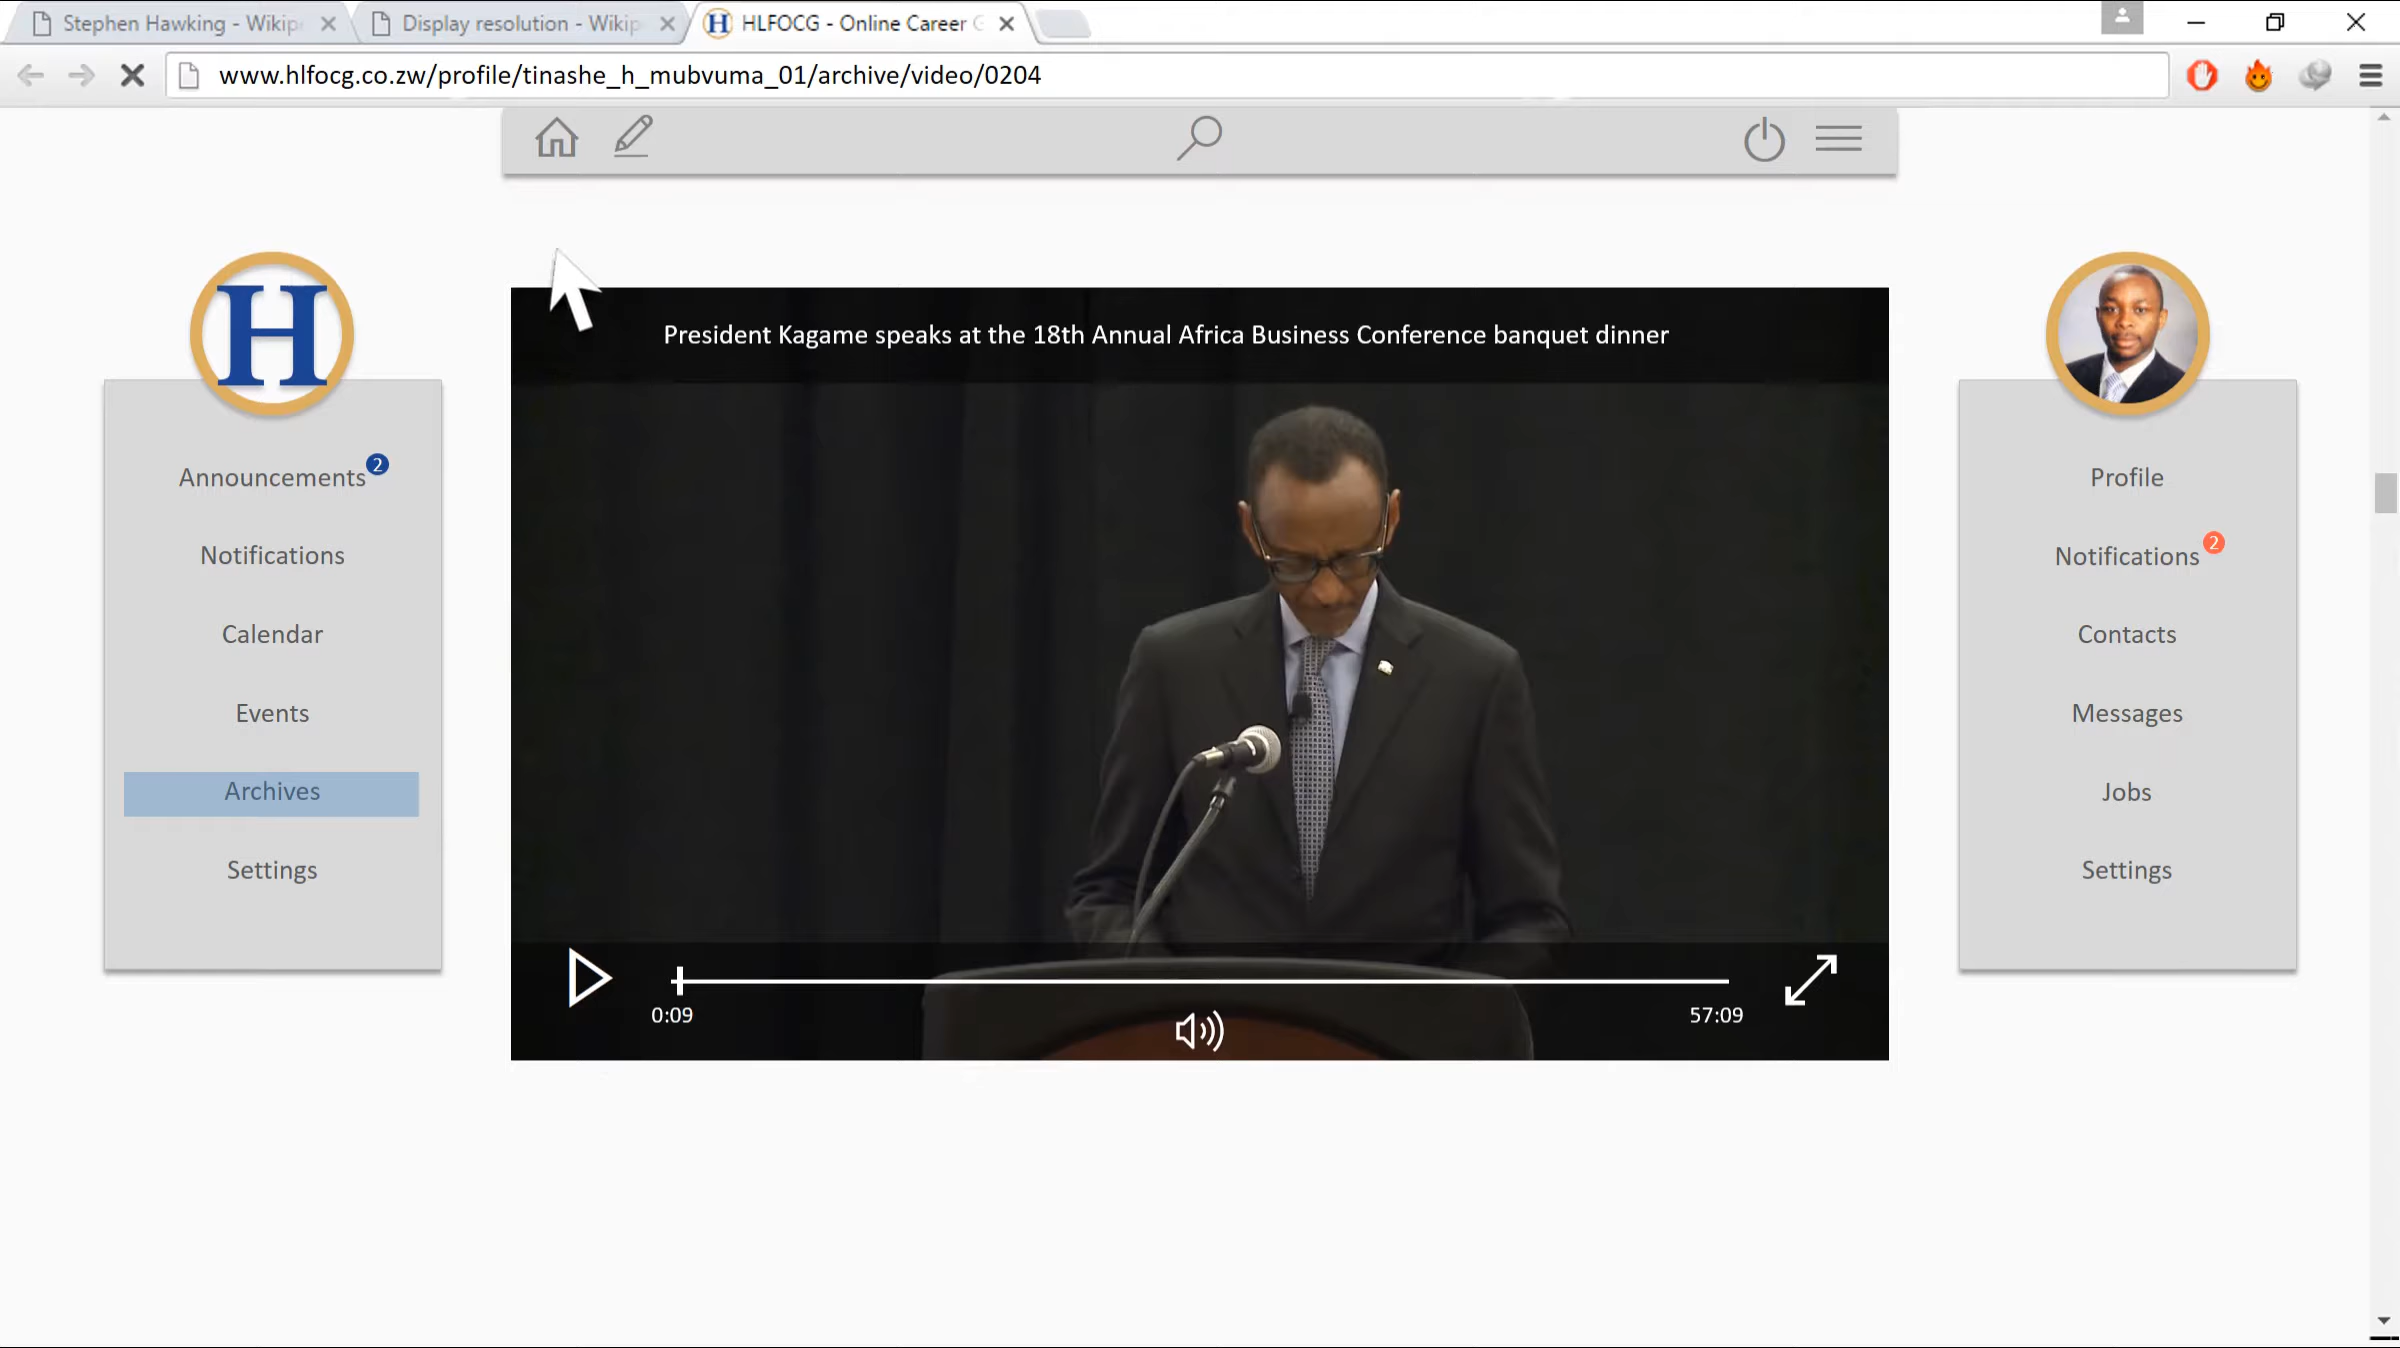 Stephen Hawking - Wikip
Display resolution - Wikip
H HLFOCG - Online Career G
www.hlfocg.co.zw/profile/tinashe_h_mubvuma_01/archive/video/0204
H
President Kagame speaks at the 18th Annual Africa Business Conference banquet dinner
Announcements 2
Notifications
Calendar
Events
Archives
Settings
Profile
Notifications 2
Contacts
Messages
Jobs
Settings
0:09
57:09